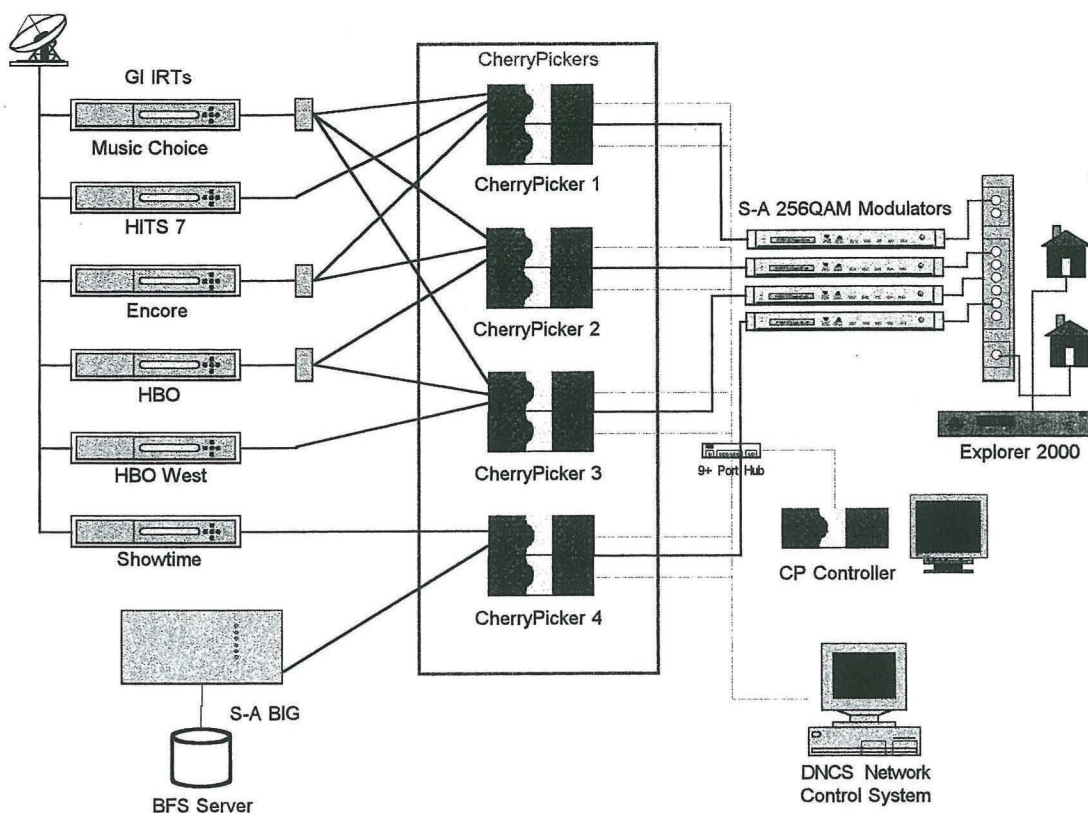 GI IRTs
Music Choice
HITS 7
Encore
HBO
HBO West
Showtime
S-A BIG
BFS Server
CherryPickers
CherryPicker 1
CherryPicker 2
CherryPicker 3
CherryPicker 4
S-A 256QAM Modulators
9+ Port Hub
Explorer 2000
CP Controller
DNCS Network
Control System